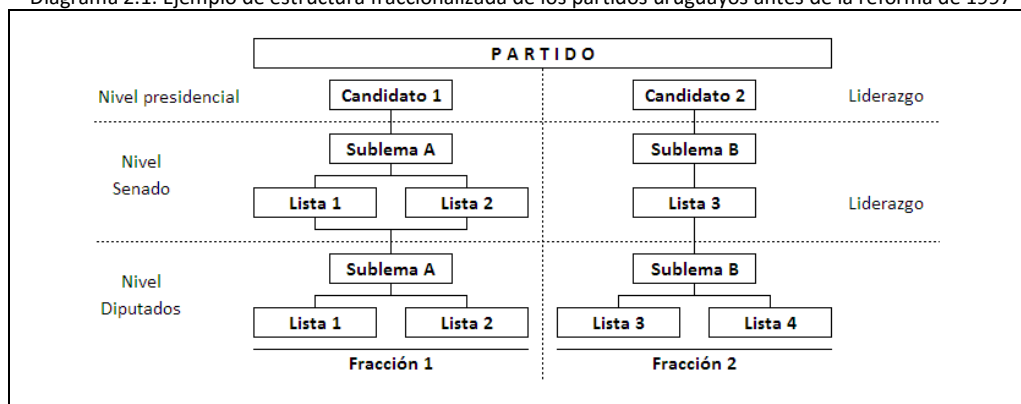 Diagrama 2.1. Ejemplo de estructura fraccionalizada de los partidos uruguayos antes de la reforma de 1997
P A R T I D O
Nivel presidencial Candidato 1 Candidato 2 Liderazgo
Nivel
Senado
Sublema A Sublema B
Lista 1 Lista 2 Lista 3 Liderazgo
Nivel
Diputados
Sublema A Sublema B
Lista 1 Lista 2 Lista 3 Lista 4
Fracción 1 Fracción 2